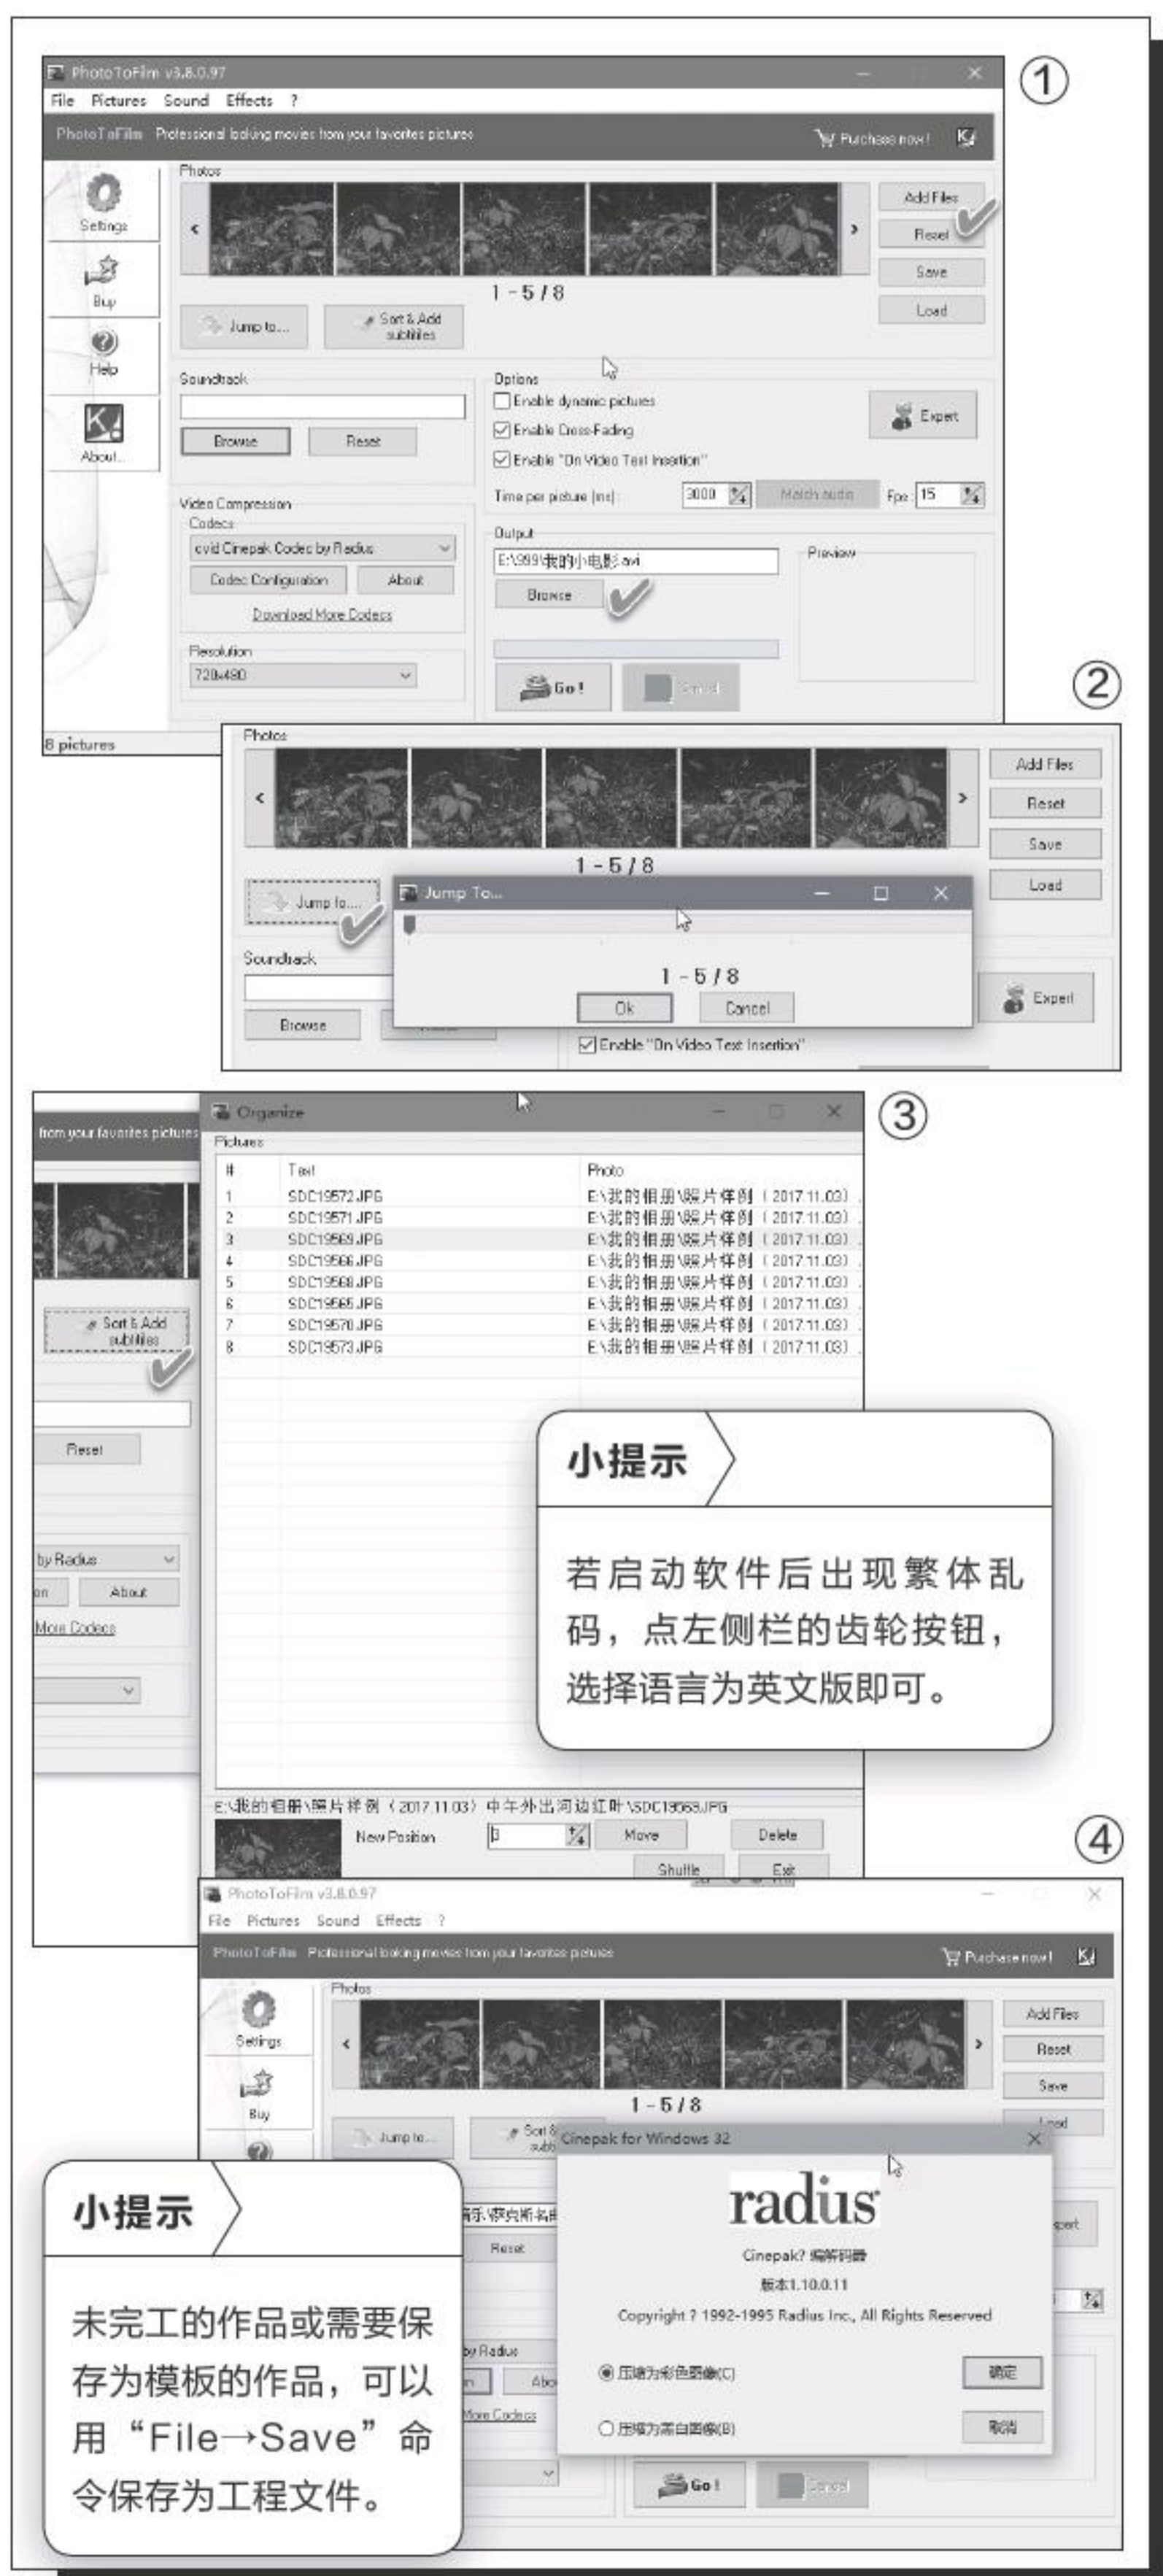 ①
PhotoToFilm v3.8.0.97
File Pictures Sound Effects ?
PhotoToFilm Professional looking movies from your favorites pictures
Purchase now!
Photos
Settings
Buy
Help
About...
Add Files
Reset
Save
Load
1 - 5 / 8
Jump to...
Sort & Add subtitles
Soundtrack
Browse
Reset
Options
Enable dynamic pictures
Enable Cross-Fading
Enable "On Video Text Insertion"
Expert
Time per picture (ms) :
3000
Match audio
Fps : 15
Video Compression
Codecs
cvid Cinepak Codec by Radius
Codec Configuration
About
Download More Codecs
Resolution
720x480
Output
E:\999\我的小电影.avi
Browse
Preview
Go !
Cancel
8 pictures
②
Photos
Add Files
Reset
Save
Load
1 - 5 / 8
Jump to...
Jump To...
1 - 5 / 8
Ok
Cancel
Soundtrack
Browse
Expert
Enable "On Video Text Insertion"
③
from your favorites pictures
Sort & Add subtitles
Reset
by Radius
on
About
More Codecs
Organize
Pictures
# Text Photo
1 SDC19572.JPG E:\我的相册\照片样例（2017.11.03）.
2 SDC19571.JPG E:\我的相册\照片样例（2017.11.03）.
3 SDC19569.JPG E:\我的相册\照片样例（2017.11.03）.
4 SDC19566.JPG E:\我的相册\照片样例（2017.11.03）.
5 SDC19568.JPG E:\我的相册\照片样例（2017.11.03）.
6 SDC19565.JPG E:\我的相册\照片样例（2017.11.03）.
7 SDC19570.JPG E:\我的相册\照片样例（2017.11.03）.
8 SDC19573.JPG E:\我的相册\照片样例（2017.11.03）.
小提示
若启动软件后出现繁体乱
码，点左侧栏的齿轮按钮，
选择语言为英文版即可。
E:\我的相册\照片样例（2017.11.03）中午外出河边红叶\SDC19569.JPG
New Position
3
Move
Delete
Shuffle
Exit
④
PhotoToFilm v3.8.0.97
File Pictures Sound Effects ?
PhotoToFilm Professional looking movies from your favorites pictures
Purchase now!
Photos
Settings
Buy
Add Files
Reset
Save
Load
1 - 5 / 8
Jump to...
Sort &
subti
音乐\萨克斯名曲
Reset
by Radius
n
Abo
More Codecs
xpert
Cinepak for Windows 32
radius
Cinepak? 编解码器
版本1.10.0.11
Copyright ? 1992-1995 Radius Inc., All Rights Reserved
压缩为彩色图像(C)
确定
压缩为黑白图像(B)
取消
Go !
Cancel
小提示
未完工的作品或需要保
存为模板的作品，可以
用“File→Save”命
令保存为工程文件。